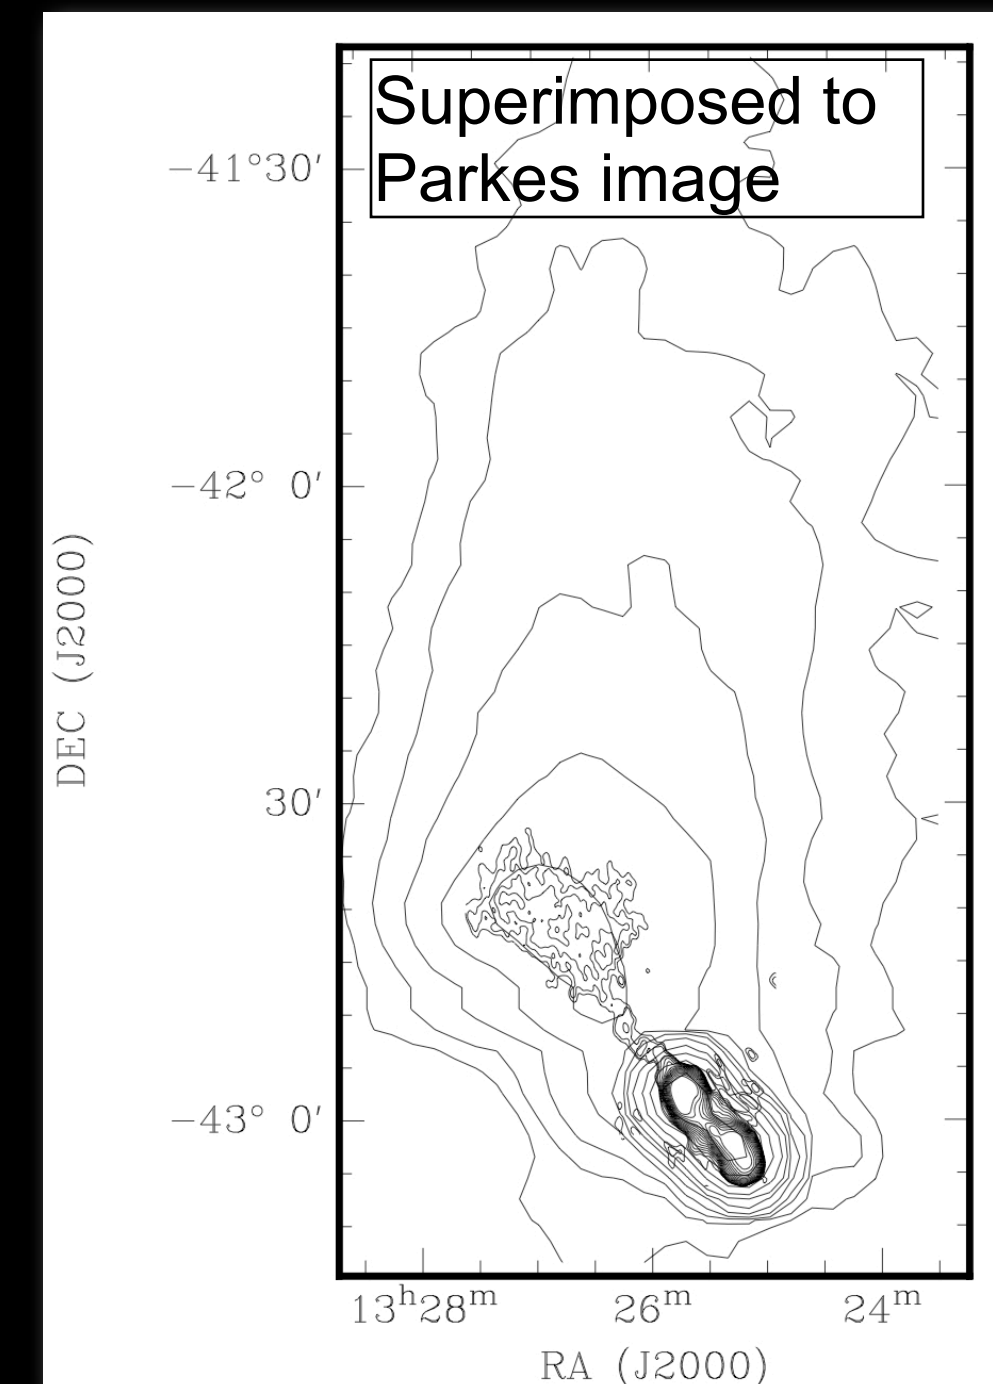 Superimposed to
Parkes image
−41°30′
−42° 0′
30′
−43° 0′
DEC (J2000)
13h28m
26m
24m
RA (J2000)